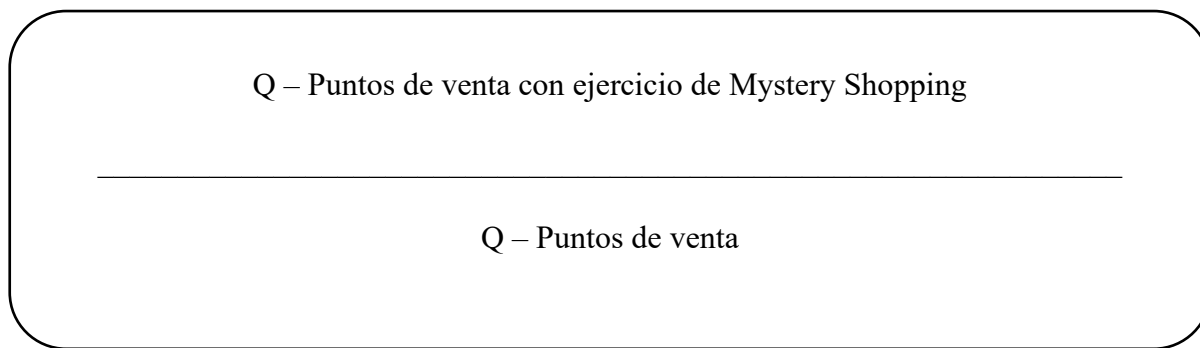 Q – Puntos de venta con ejercicio de Mystery Shopping
Q – Puntos de venta